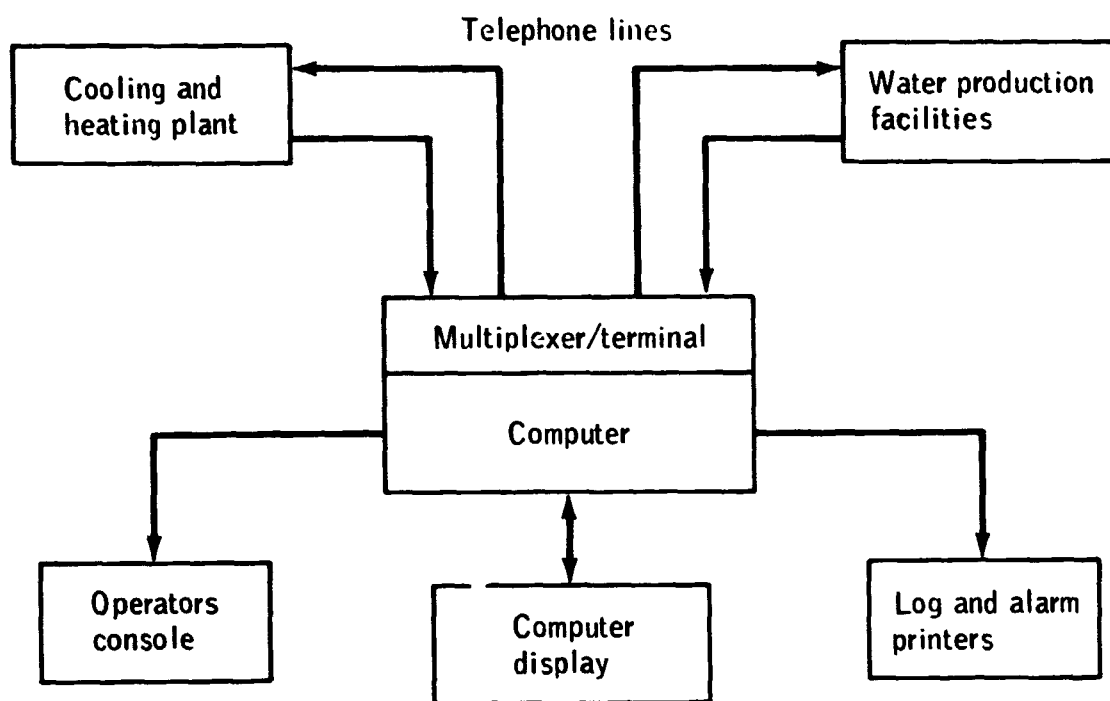 Telephone lines
Cooling and
heating plant
Water production
facilities
Multiplexer/terminal
Computer
Operators
console
Computer
display
Log and alarm
printers